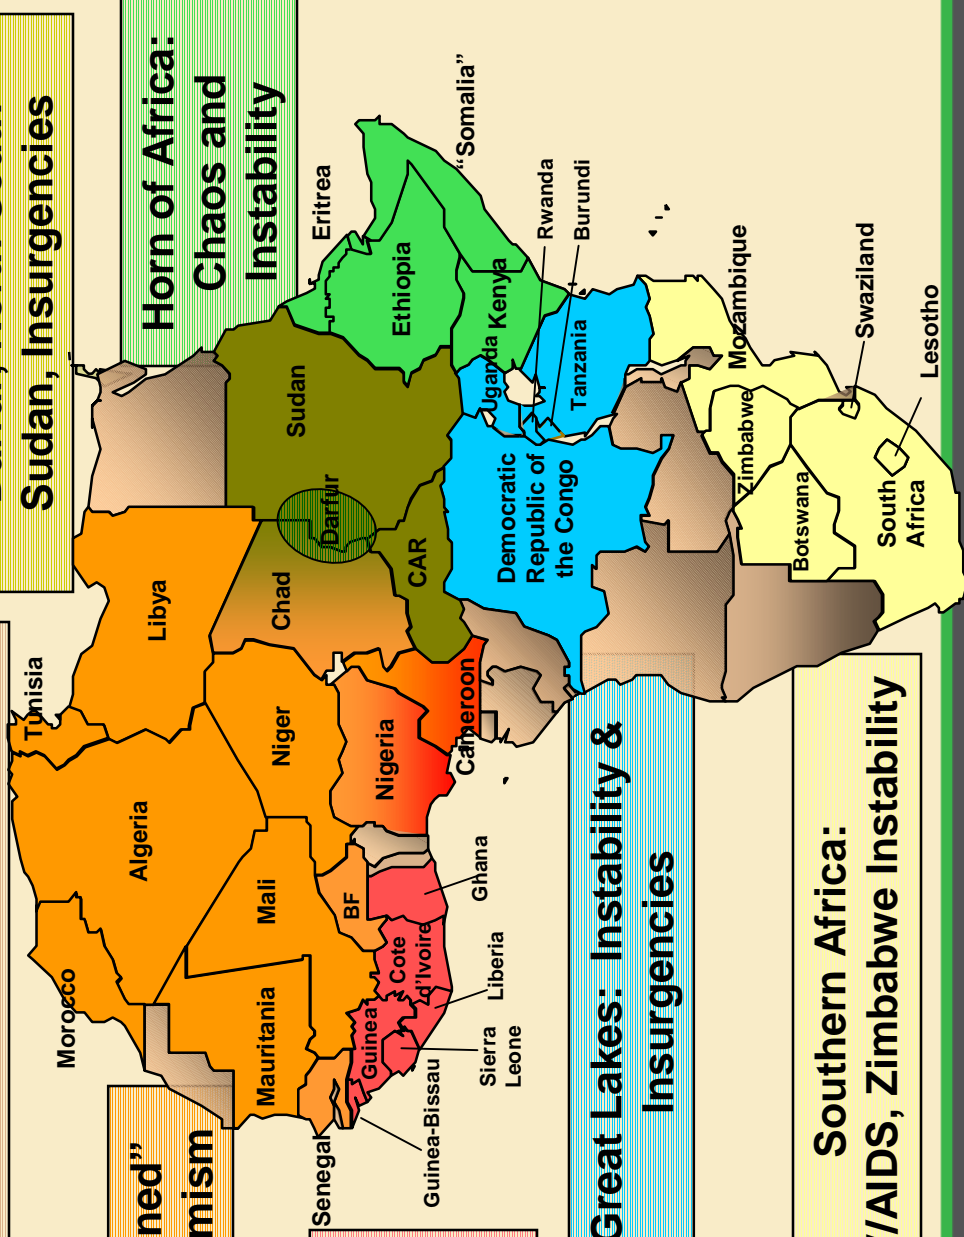 Sudan, Insurgencies
Horn of Africa:
Chaos and
Instability
Tunisia
Morocco
Algeria
Libya
Mauritania
Mali
Niger
Chad
Sudan
Darfur
Eritrea
Ethiopia
“Somalia”
Senegal
Guinea
Guinea-Bissau
Sierra
Leone
Liberia
Cote
d’Ivoire
BF
Ghana
Nigeria
Cameroon
CAR
Uganda
Kenya
Rwanda
Burundi
Tanzania
Democratic
Republic of
the Congo
Mozambique
Zimbabwe
Botswana
Swaziland
Lesotho
South
Africa
ned”
mism
Great Lakes: Instability &
Insurgencies
Southern Africa:
/AIDS, Zimbabwe Instability